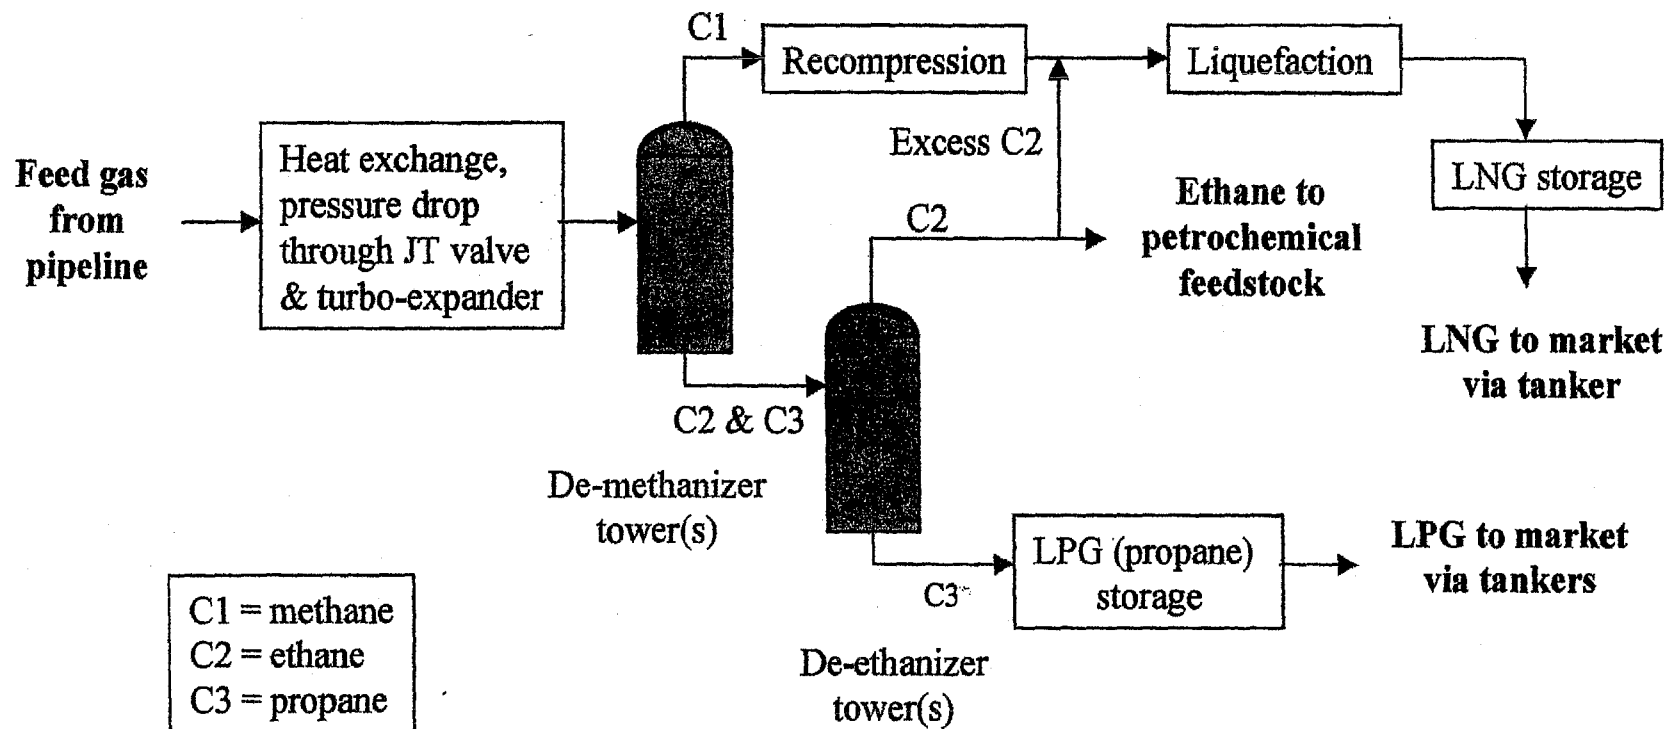 Feed gas
from
pipeline
Heat exchange,
pressure drop
through JT valve
& turbo-expander
C1
Recompression
Liquefaction
Excess C2
LNG storage
C2
Ethane to
petrochemical
feedstock
LNG to market
via tanker
C2 & C3
De-methanizer
tower(s)
C3
LPG (propane)
storage
LPG to market
via tankers
De-ethanizer
tower(s)
C1 = methane
C2 = ethane
C3 = propane